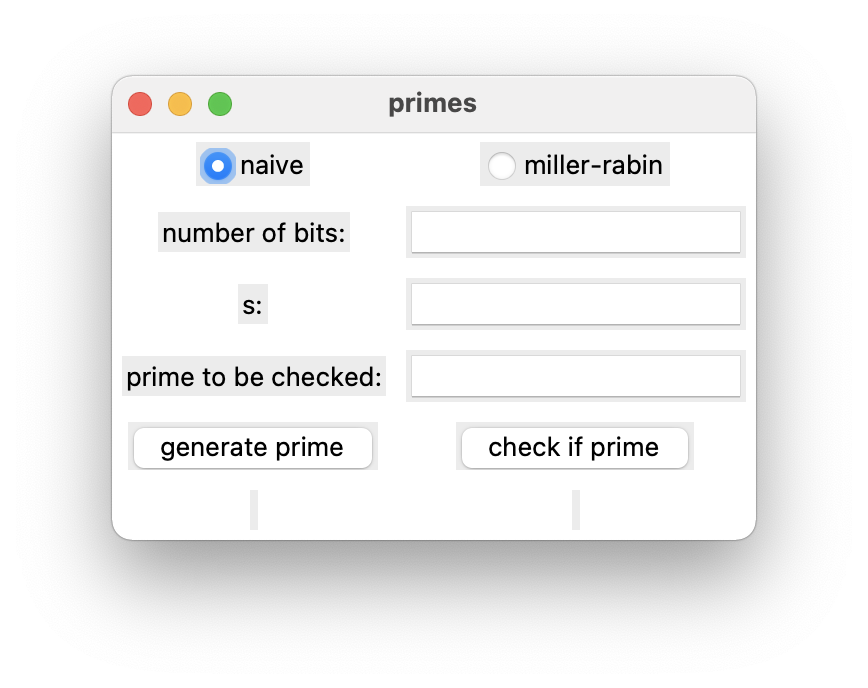 primes
naive miller-rabin
number of bits:
s:
prime to be checked:
generate prime check if prime